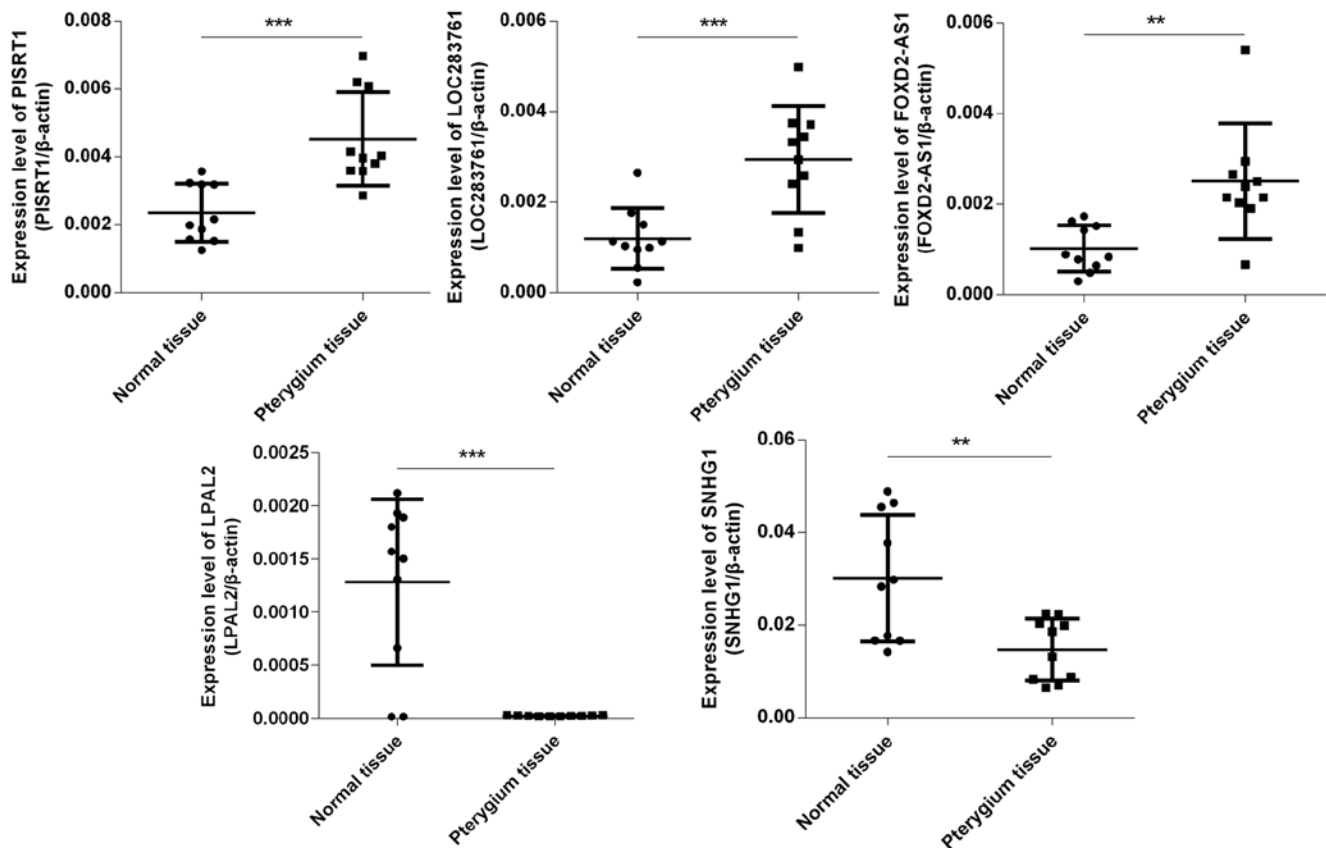 Expression level of PISRT1
(PISRT1/β-actin)
0.008
0.006
0.004
0.002
0.000
***
Normal tissue
Pterygium tissue
Expression level of LOC283761
(LOC283761/β-actin)
0.006
0.004
0.002
0.000
***
Normal tissue
Pterygium tissue
Expression level of FOXD2-AS1
(FOXD2-AS1/β-actin)
0.006
0.004
0.002
0.000
**
Normal tissue
Pterygium tissue
Expression level of LPAL2
(LPAL2/β-actin)
0.0025
0.0020
0.0015
0.0010
0.0005
0.0000
***
Normal tissue
Pterygium tissue
Expression level of SNHG1
(SNHG1/β-actin)
0.06
0.04
0.02
0.00
**
Normal tissue
Pterygium tissue